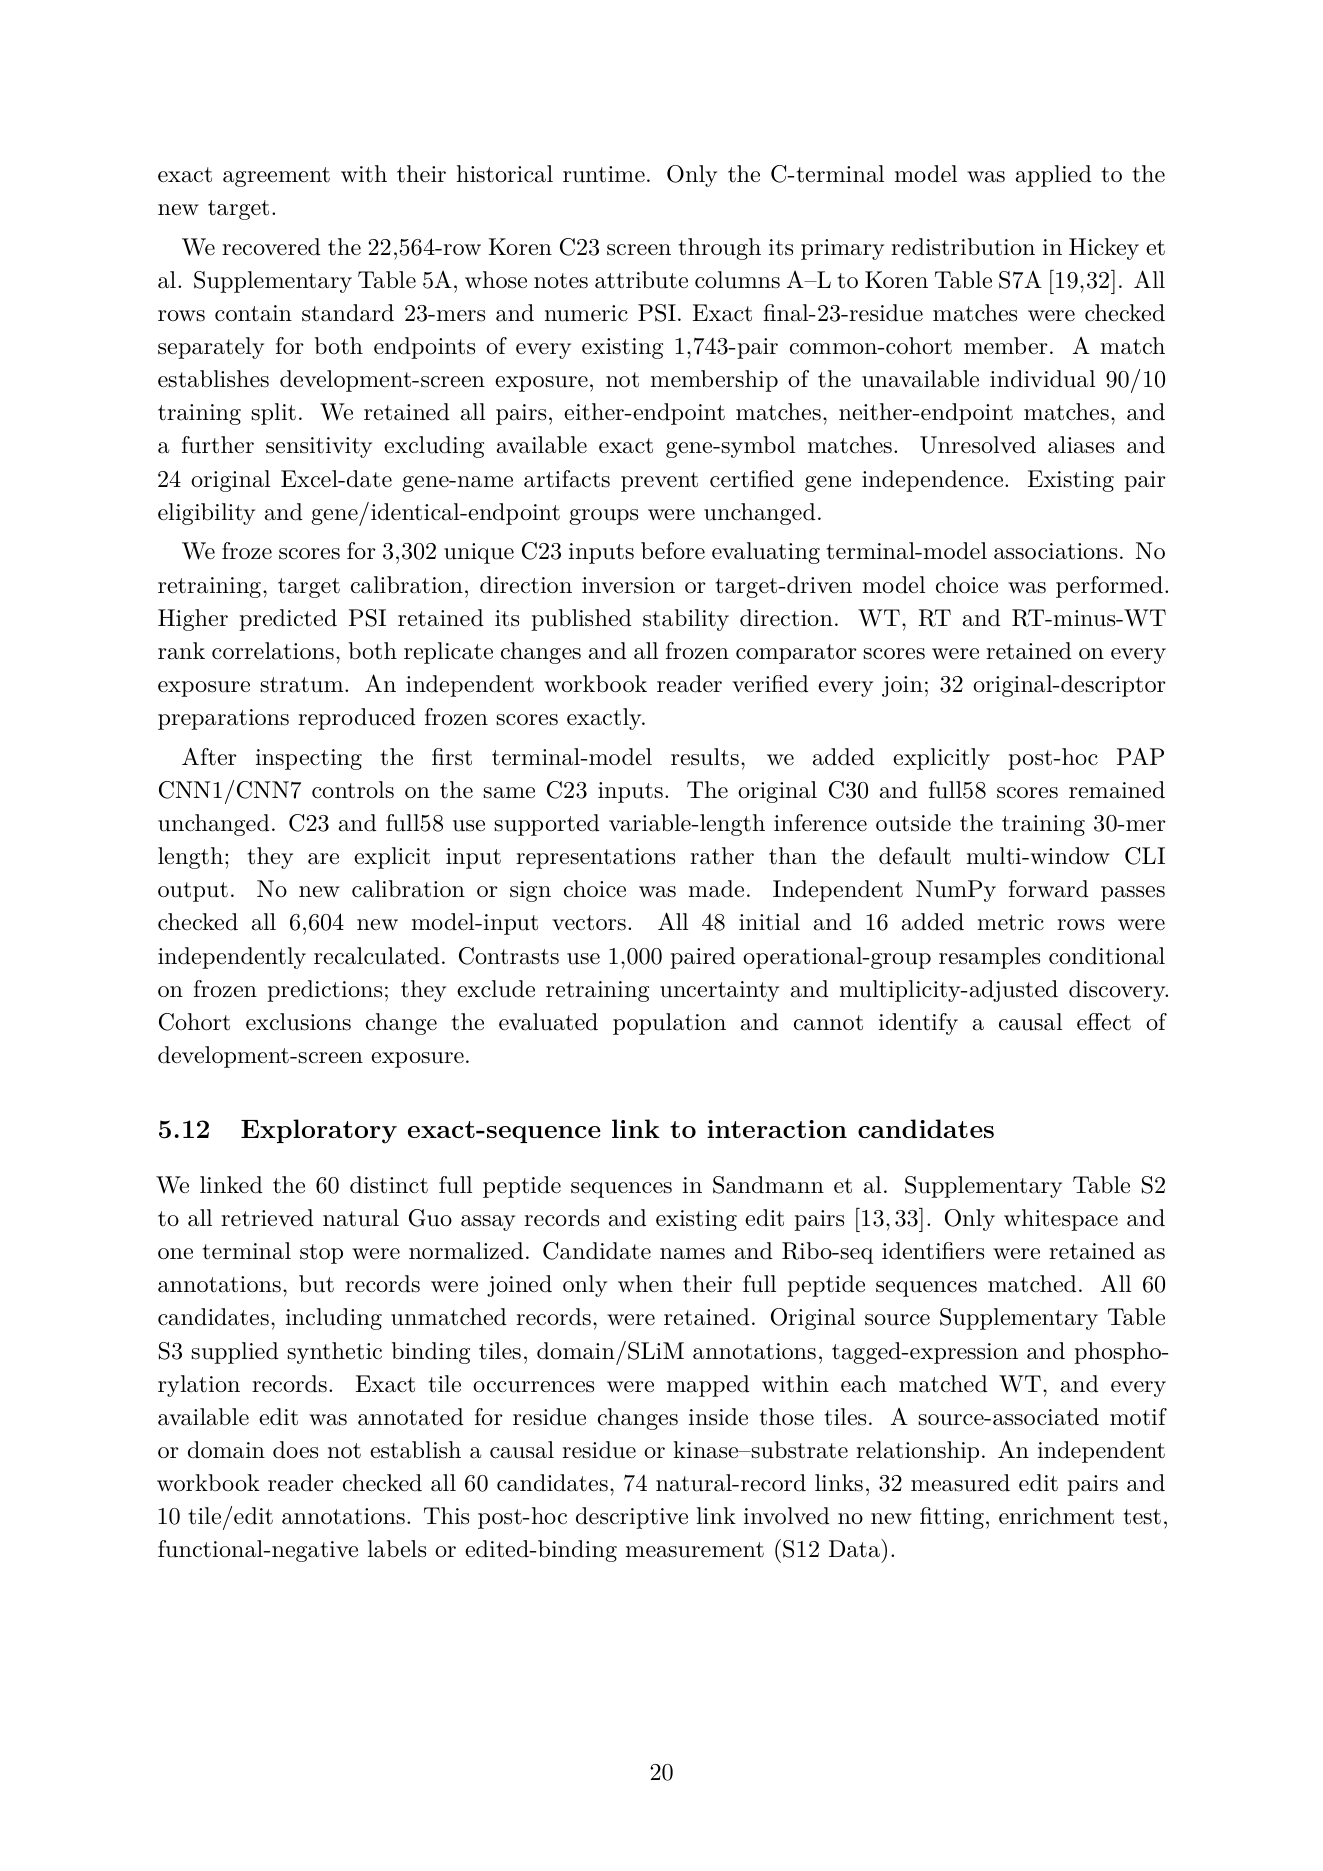 exact agreement with their historical runtime. Only the C-terminal model was applied to the
new target.
We recovered the 22,564-row Koren C23 screen through its primary redistribution in Hickey et
al. Supplementary Table 5A, whose notes attribute columns A–L to Koren Table S7A [19,32]. All
rows contain standard 23-mers and numeric PSI. Exact final-23-residue matches were checked
separately for both endpoints of every existing 1,743-pair common-cohort member. A match
establishes development-screen exposure, not membership of the unavailable individual 90/10
training split. We retained all pairs, either-endpoint matches, neither-endpoint matches, and
a further sensitivity excluding available exact gene-symbol matches. Unresolved aliases and
24 original Excel-date gene-name artifacts prevent certified gene independence. Existing pair
eligibility and gene/identical-endpoint groups were unchanged.
We froze scores for 3,302 unique C23 inputs before evaluating terminal-model associations. No
retraining, target calibration, direction inversion or target-driven model choice was performed.
Higher predicted PSI retained its published stability direction. WT, RT and RT-minus-WT
rank correlations, both replicate changes and all frozen comparator scores were retained on every
exposure stratum. An independent workbook reader verified every join; 32 original-descriptor
preparations reproduced frozen scores exactly.
After inspecting the first terminal-model results, we added explicitly post-hoc PAP
CNN1/CNN7 controls on the same C23 inputs. The original C30 and full58 scores remained
unchanged. C23 and full58 use supported variable-length inference outside the training 30-mer
length; they are explicit input representations rather than the default multi-window CLI
output. No new calibration or sign choice was made. Independent NumPy forward passes
checked all 6,604 new model-input vectors. All 48 initial and 16 added metric rows were
independently recalculated. Contrasts use 1,000 paired operational-group resamples conditional
on frozen predictions; they exclude retraining uncertainty and multiplicity-adjusted discovery.
Cohort exclusions change the evaluated population and cannot identify a causal effect of
development-screen exposure.
5.12 Exploratory exact-sequence link to interaction candidates
We linked the 60 distinct full peptide sequences in Sandmann et al. Supplementary Table S2
to all retrieved natural Guo assay records and existing edit pairs [13,33]. Only whitespace and
one terminal stop were normalized. Candidate names and Ribo-seq identifiers were retained as
annotations, but records were joined only when their full peptide sequences matched. All 60
candidates, including unmatched records, were retained. Original source Supplementary Table
S3 supplied synthetic binding tiles, domain/SLiM annotations, tagged-expression and phospho-
rylation records. Exact tile occurrences were mapped within each matched WT, and every
available edit was annotated for residue changes inside those tiles. A source-associated motif
or domain does not establish a causal residue or kinase–substrate relationship. An independent
workbook reader checked all 60 candidates, 74 natural-record links, 32 measured edit pairs and
10 tile/edit annotations. This post-hoc descriptive link involved no new fitting, enrichment test,
functional-negative labels or edited-binding measurement (S12 Data).
20